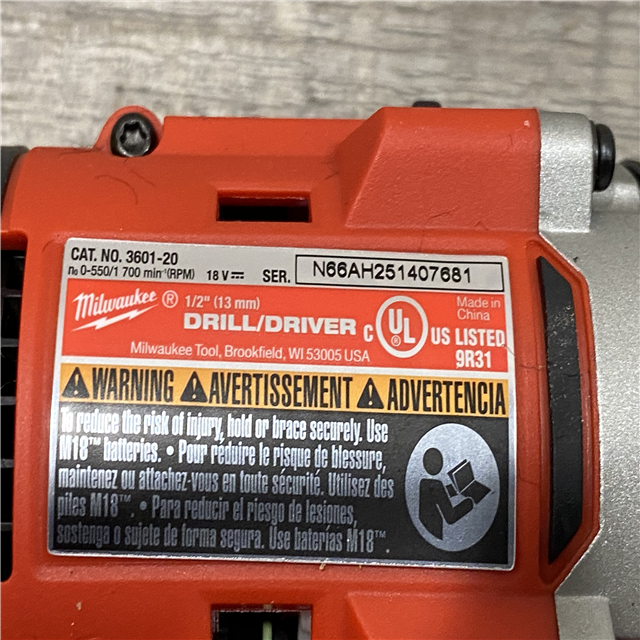 CAT. NO. 3601-20
n₀ 0-550/1 700 min⁻¹(RPM) 18 V⎓ SER. N66AH251407681
Milwaukee ® 1/2" (13 mm)
DRILL/DRIVER
Milwaukee Tool, Brookfield, WI 53005 USA
C UL US LISTED
9R31
Made in
China
WARNING AVERTISSEMENT ADVERTENCIA
To reduce the risk of injury, hold or brace securely. Use
M18™ batteries. • Pour réduire le risque de blessure,
maintenez ou attachez-vous en toute sécurité. Utilisez des
pilas M18™. • Para reducir el riesgo de lesiones,
sostenga o sujete de forma segura. Use baterías M18™.